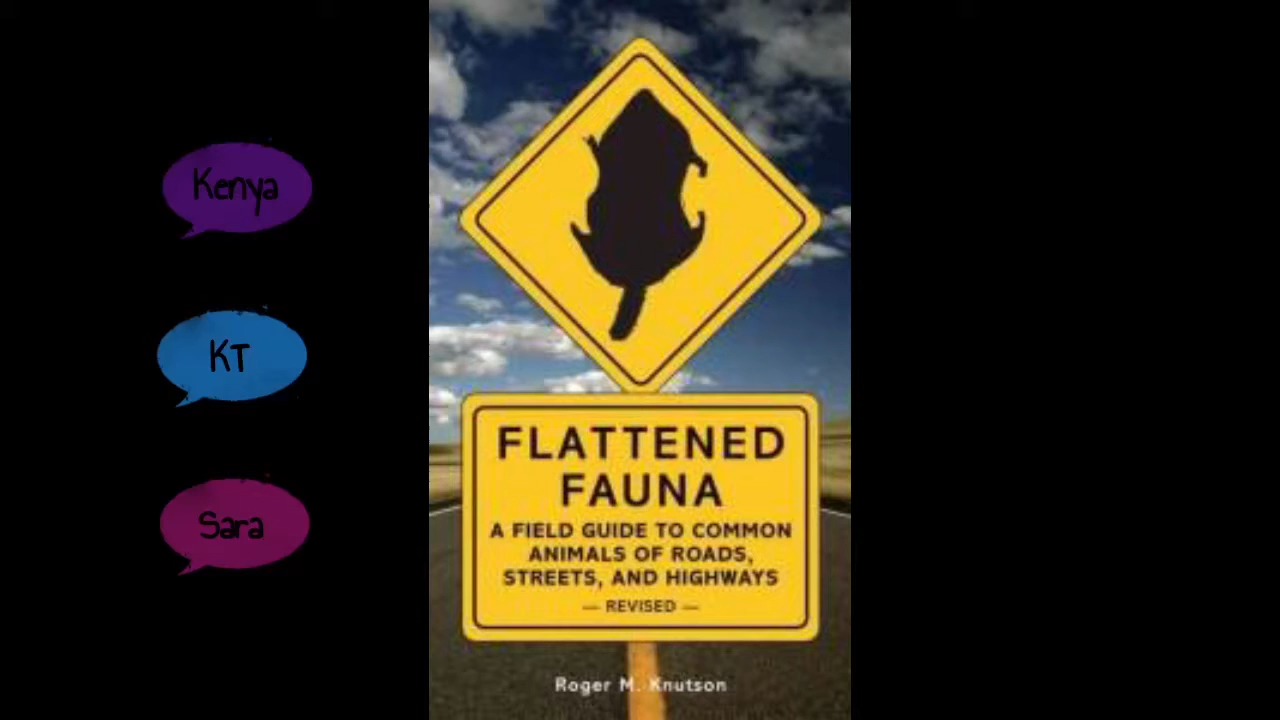 Kenya
KT
Sara
FLATTENED
FAUNA
A FIELD GUIDE TO COMMON
ANIMALS OF ROADS,
STREETS, AND HIGHWAYS
— REVISED —
Roger M. Knutson